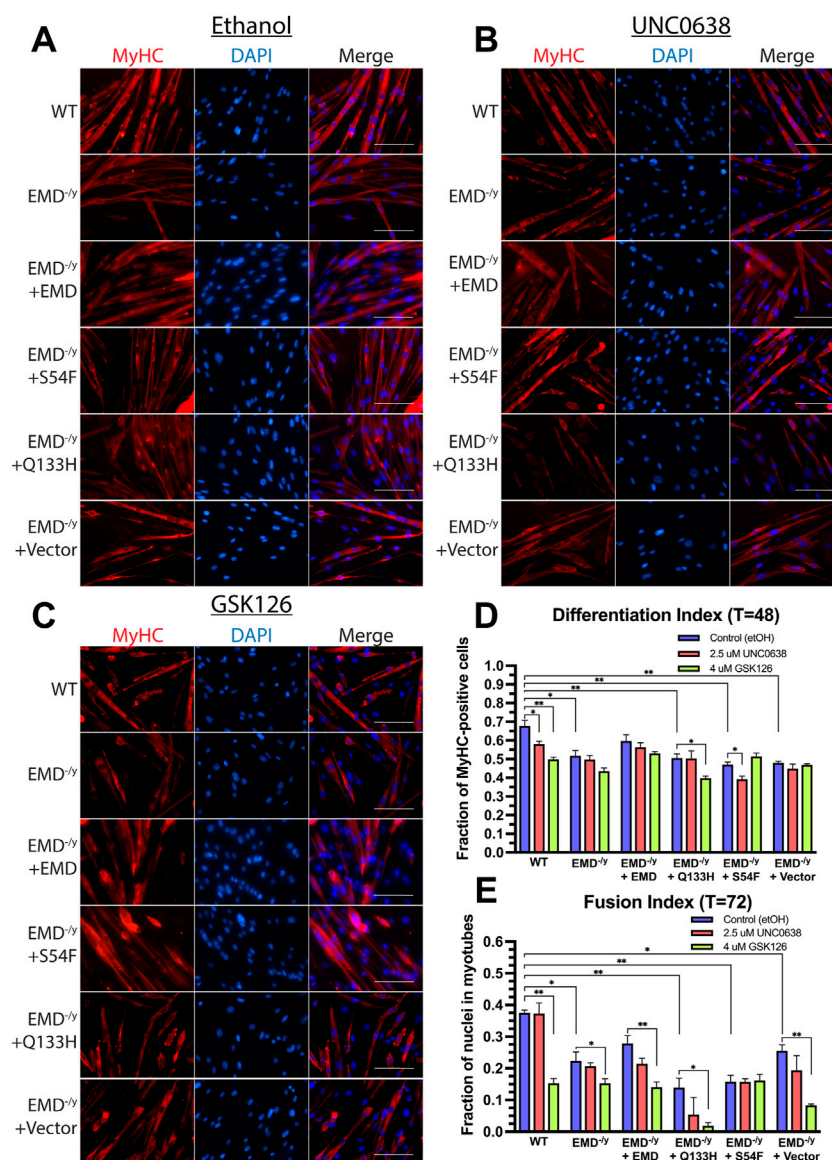 A
Ethanol
MyHC DAPI Merge
WT
EMD-/y
EMD-/y
+EMD
EMD-/y
+S54F
EMD-/y
+Q133H
EMD-/y
+Vector
B
UNC0638
MyHC DAPI Merge
WT
EMD-/y
EMD-/y
+EMD
EMD-/y
+S54F
EMD-/y
+Q133H
EMD-/y
+Vector
C
GSK126
MyHC DAPI Merge
WT
EMD-/y
EMD-/y
+EMD
EMD-/y
+S54F
EMD-/y
+Q133H
EMD-/y
+Vector
D
Differentiation Index (T=48)
Control (etOH)
2.5 uM UNC0638
4 uM GSK126
Fraction of MyHC-positive cells
1.0
0.9
0.8
0.7
0.6
0.5
0.4
0.3
0.2
0.1
0.0
** ** ** * ** * * *
WT EMD-/y EMD-/y EMD-/y EMD-/y EMD-/y
+ EMD + Q133H + S54F + Vector
E
Fusion Index (T=72)
Control (etOH)
2.5 uM UNC0638
4 uM GSK126
Fraction of nuclei in myotubes
0.6
0.5
0.4
0.3
0.2
0.1
0.0
* ** ** * ** * ** * **
WT EMD-/y EMD-/y EMD-/y EMD-/y EMD-/y
+ EMD + Q133H + S54F + Vector